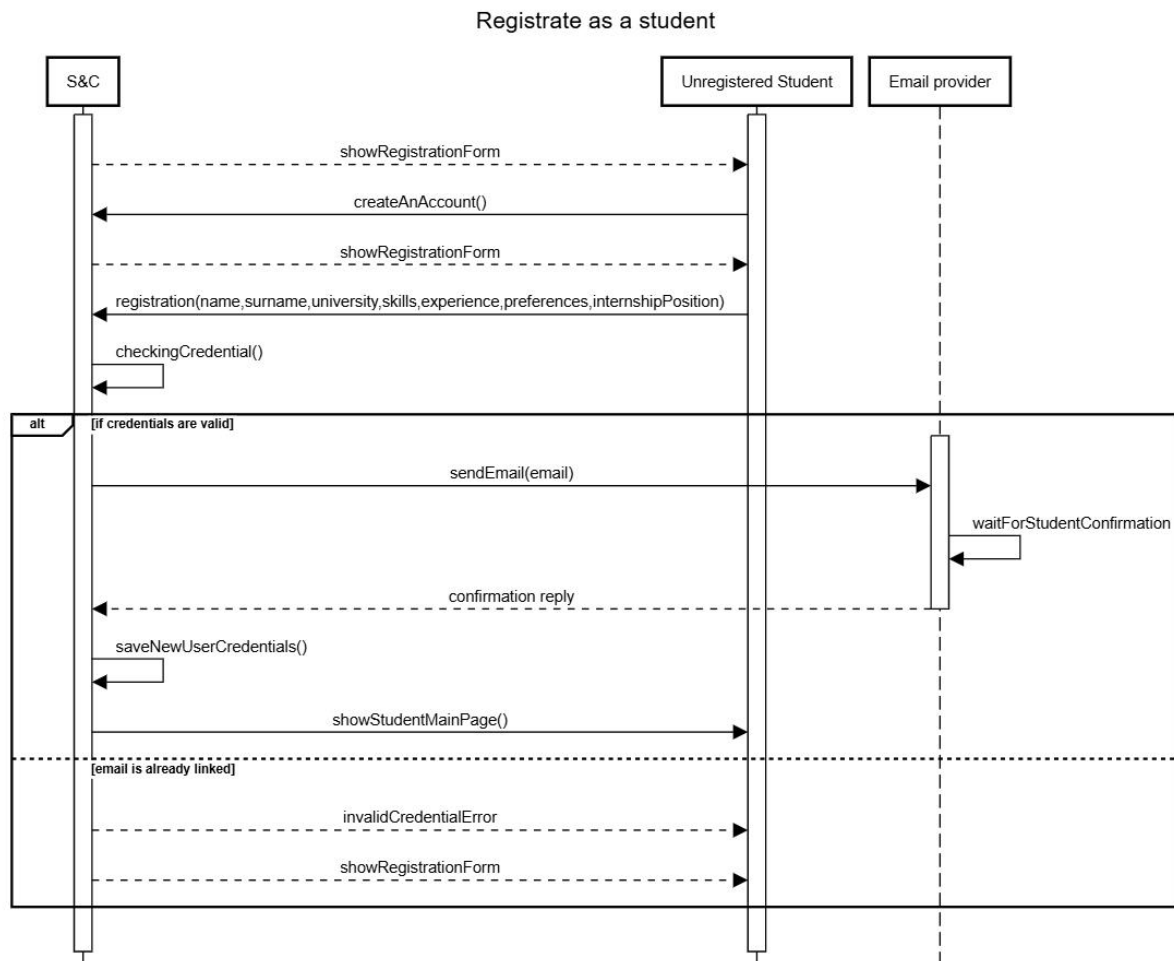 Registrate as a student
S&C
Unregistered Student
Email provider
showRegistrationForm
createAnAccount()
showRegistrationForm
registration(name,surname,university,skills,experience,preferences,internshipPosition)
checkingCredential()
alt
[if credentials are valid]
sendEmail(email)
waitForStudentConfirmation
confirmation reply
saveNewUserCredentials()
showStudentMainPage()
[email is already linked]
invalidCredentialError
showRegistrationForm